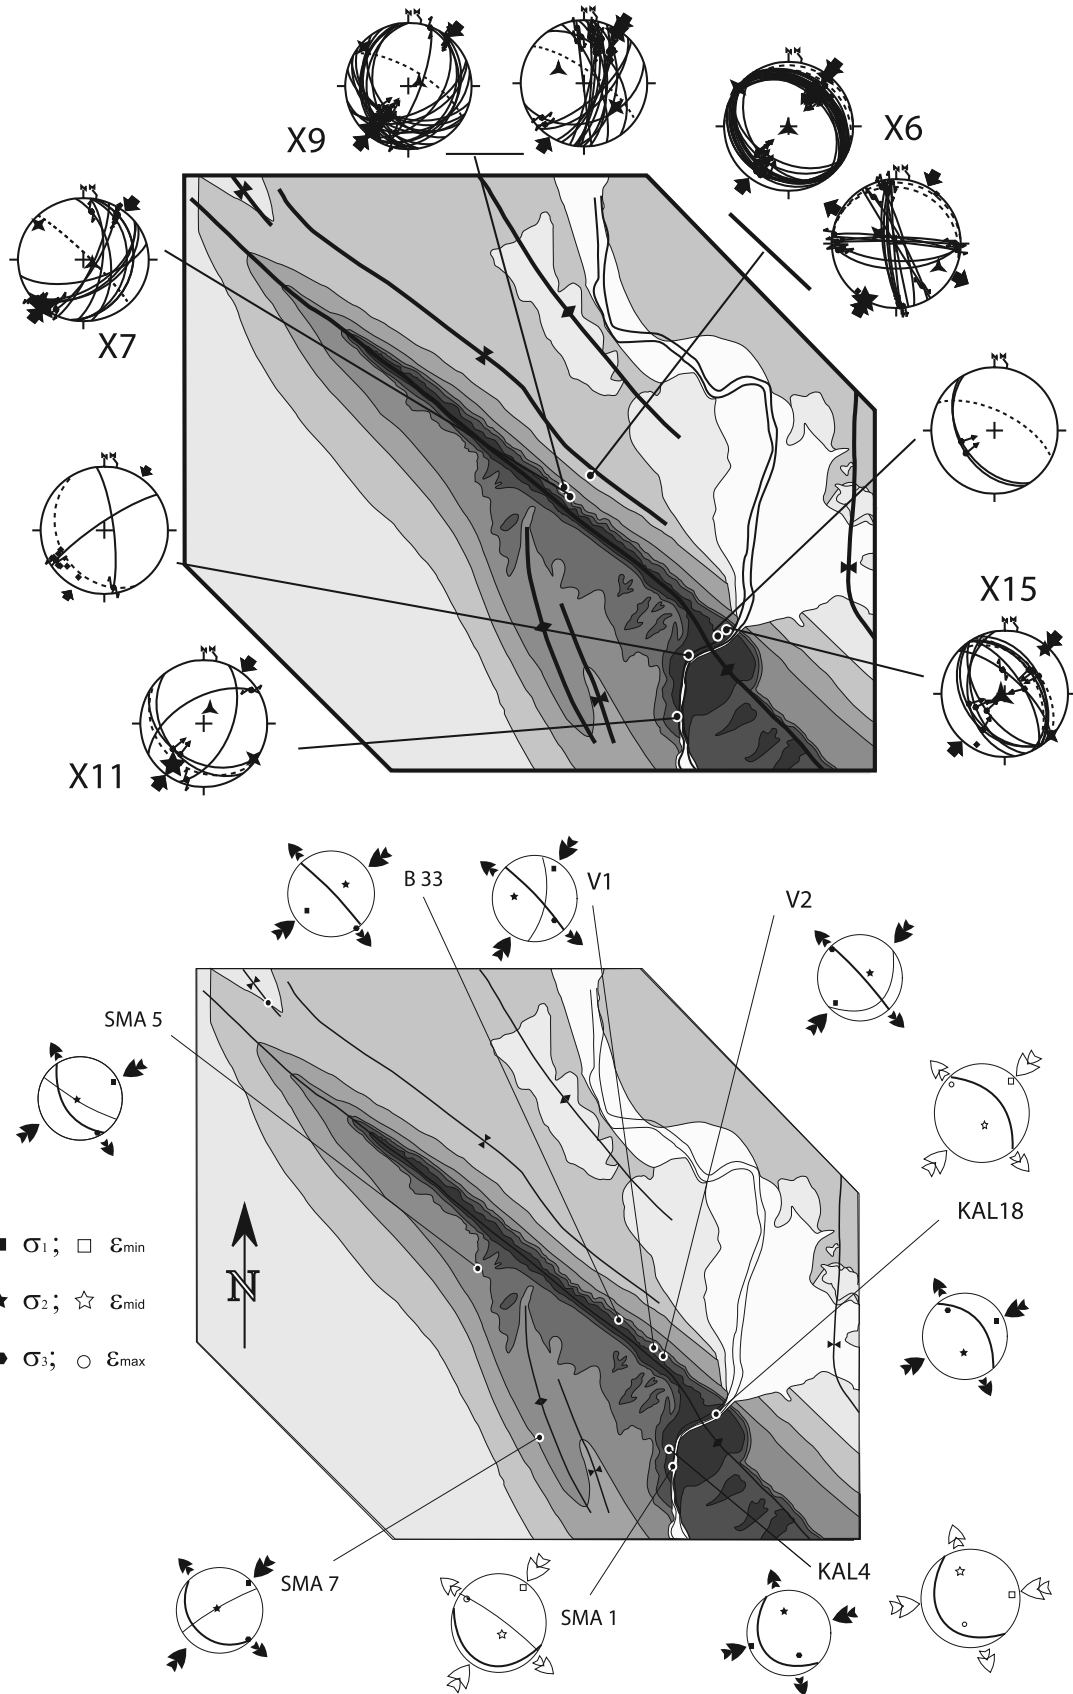 X9
X6
X7
X15
X11
B 33
V1
V2
SMA 5
KAL18
σ1; εmin
N
σ2; εmid
σ3; εmax
SMA 7
SMA 1
KAL4